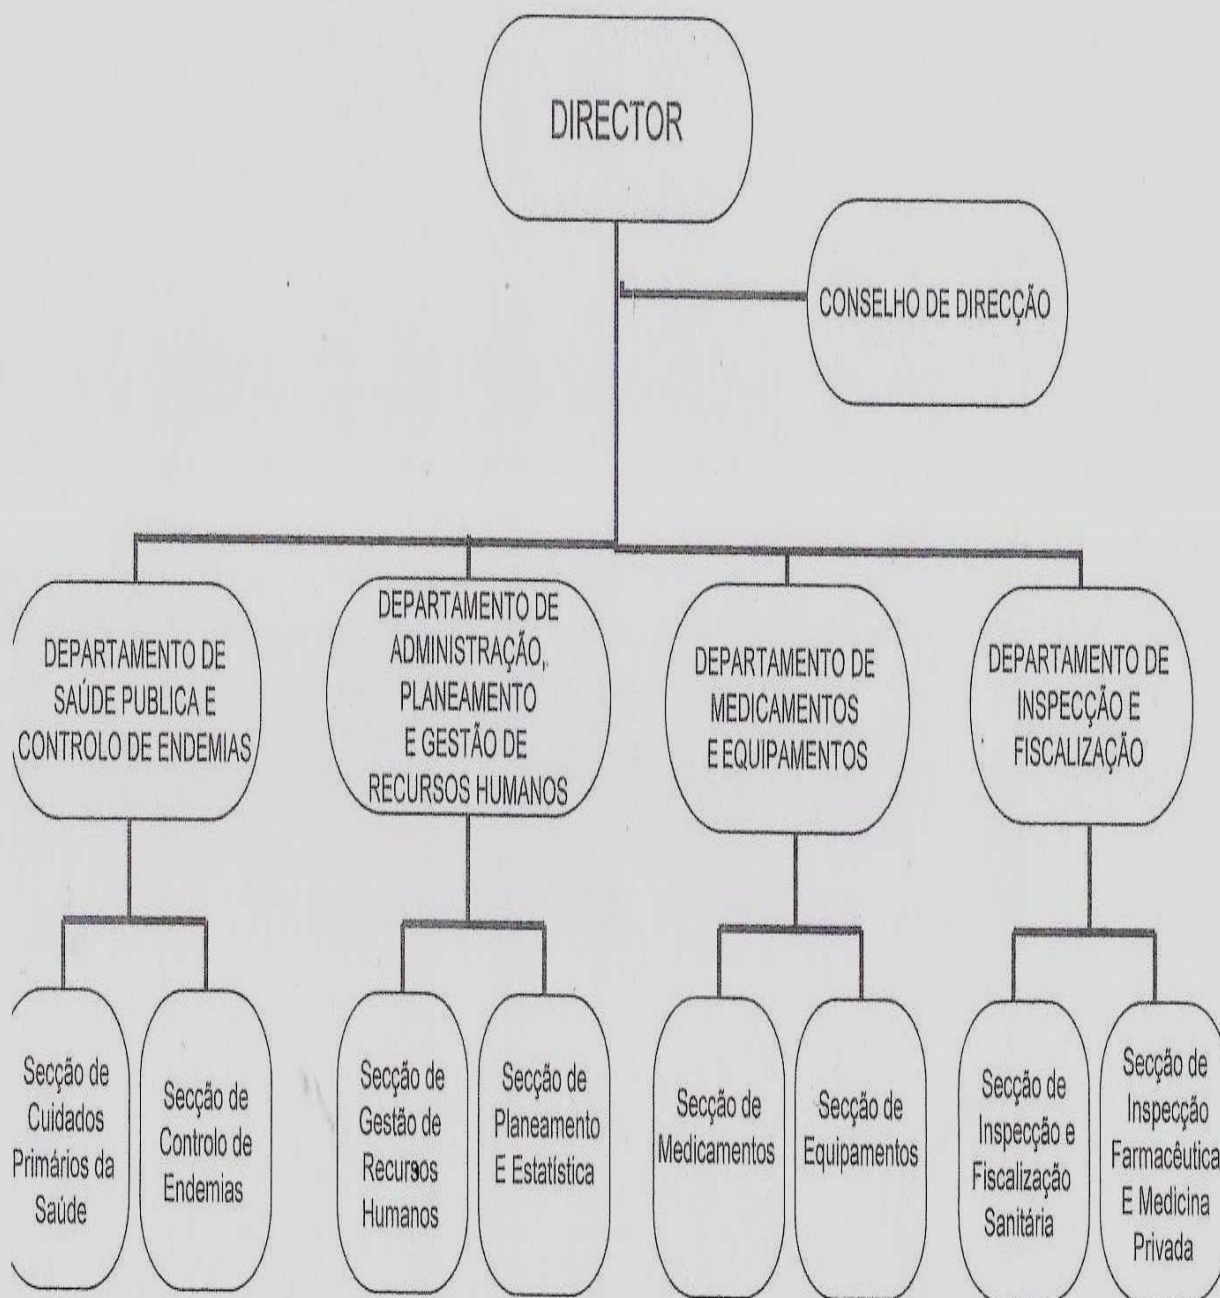 DIRECTOR
CONSELHO DE DIRECÇÃO
DEPARTAMENTO DE
SAÚDE PUBLICA E
CONTROLO DE ENDEMIAS
DEPARTAMENTO DE
ADMINISTRAÇÃO,
PLANEAMENTO
E GESTÃO DE
RECURSOS HUMANOS
DEPARTAMENTO DE
MEDICAMENTOS
E EQUIPAMENTOS
DEPARTAMENTO DE
INSPECÇÃO E
FISCALIZAÇÃO
Secção de
Cuidados
Primários da
Saúde
Secção de
Controlo de
Endemias
Secção de
Gestão de
Recursos
Humanos
Secção de
Planeamento
E Estatística
Secção de
Medicamentos
Secção de
Equipamentos
Secção de
Inspecção e
Fiscalização
Sanitária
Secção de
Inspecção
Farmacêutica
E Medicina
Privada